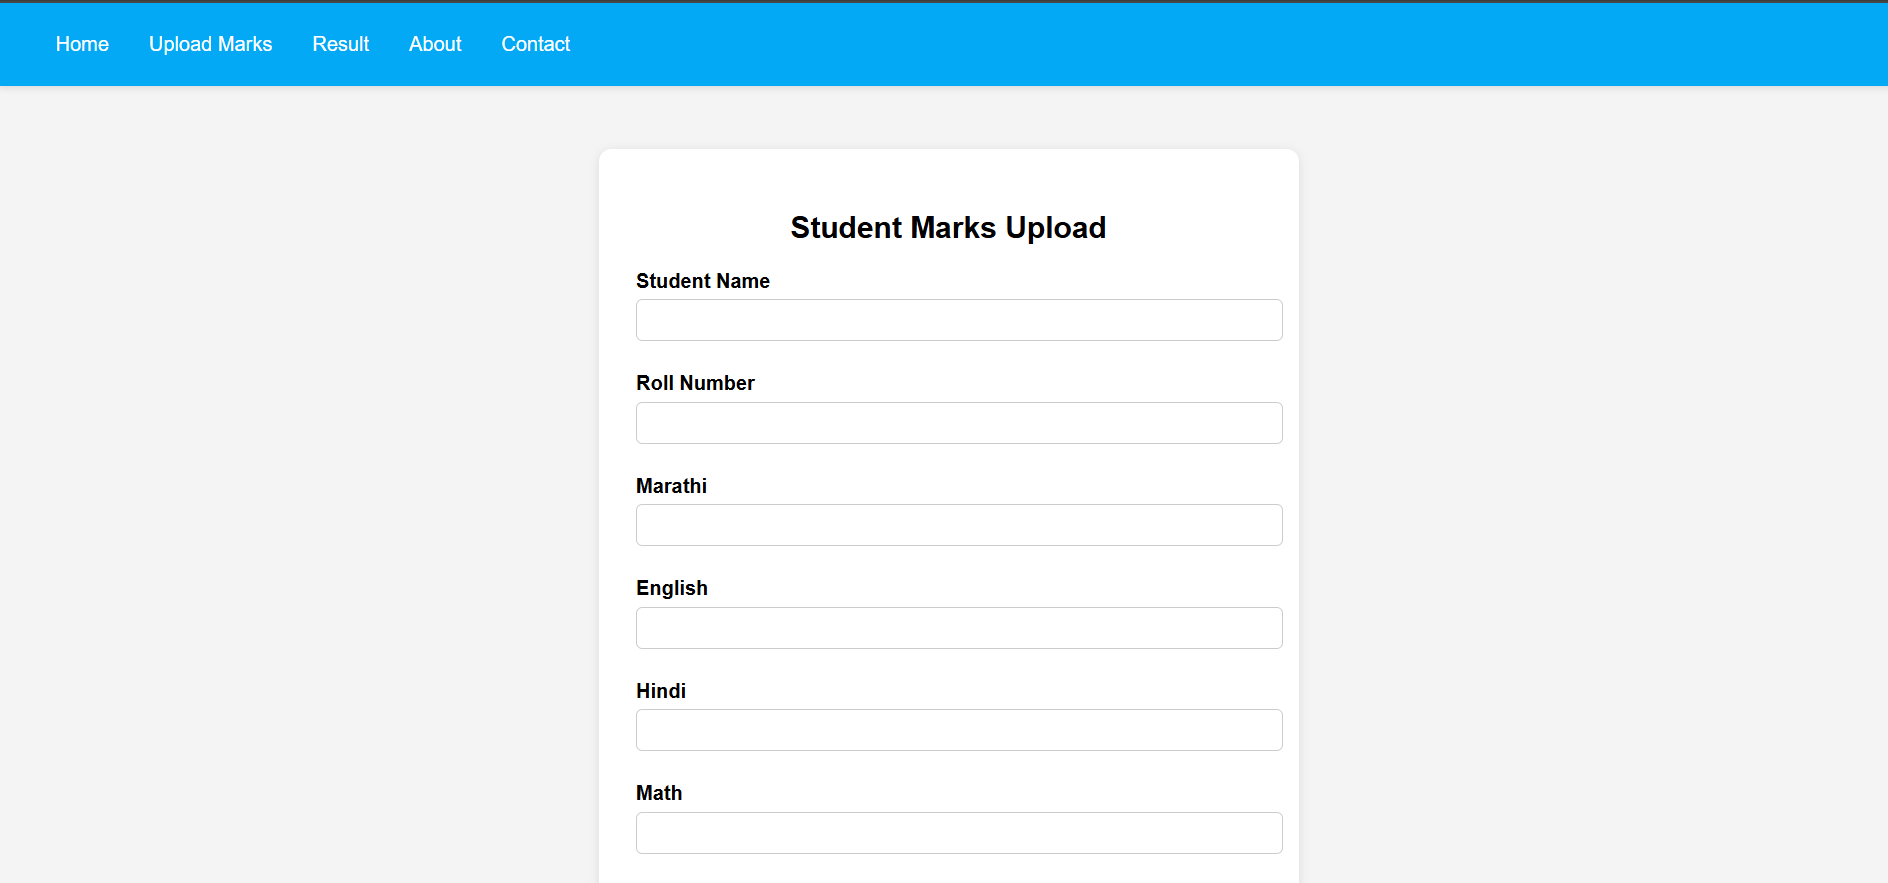 Home Upload Marks Result About Contact
Student Marks Upload
Student Name
Roll Number
Marathi
English
Hindi
Math